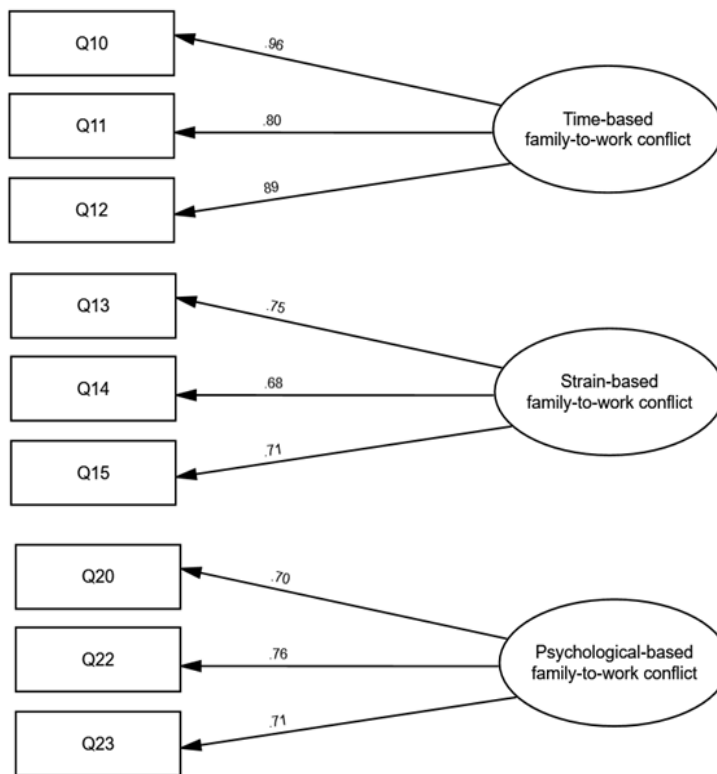 Q10
.96
Q11
.80
Time-based
family-to-work conflict
Q12
89
Q13
.75
Q14
.68
Strain-based
family-to-work conflict
Q15
.71
Q20
.70
Q22
.76
Psychological-based
family-to-work conflict
Q23
.71